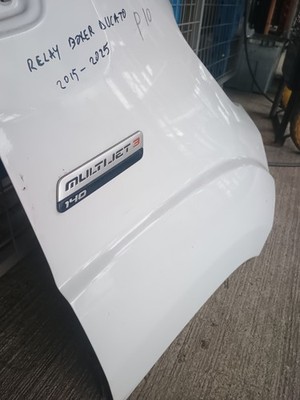 RELAY BOXER DUCATO
P10
2015-2025
MULTIJET3
140